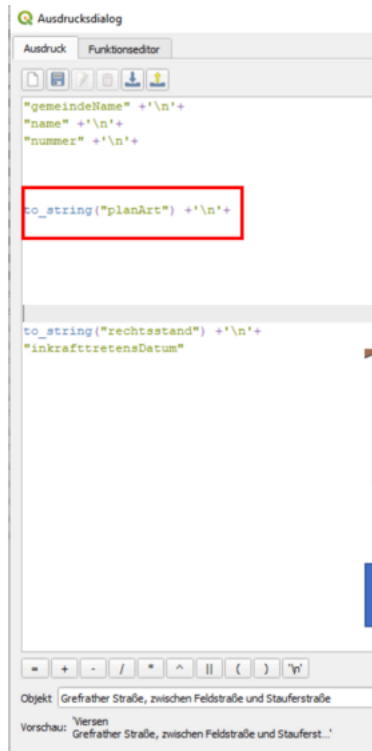 Ausdrucksdialog
Ausdruck Funktionseditor
"gemeindeName" +'\n'+
"name" +'\n'+
"nummer" +'\n'+
to_string("planArt") +'\n'+
to_string("rechtsstand") +'\n'+
"inkrafttretensDatum"
= + - / * ^ || ( ) '\n'
Objekt Grefrather Straße, zwischen Feldstraße und Stauferstraße
Vorschau: 'Viersen
Grefrather Straße, zwischen Feldstraße und Stauferst...'